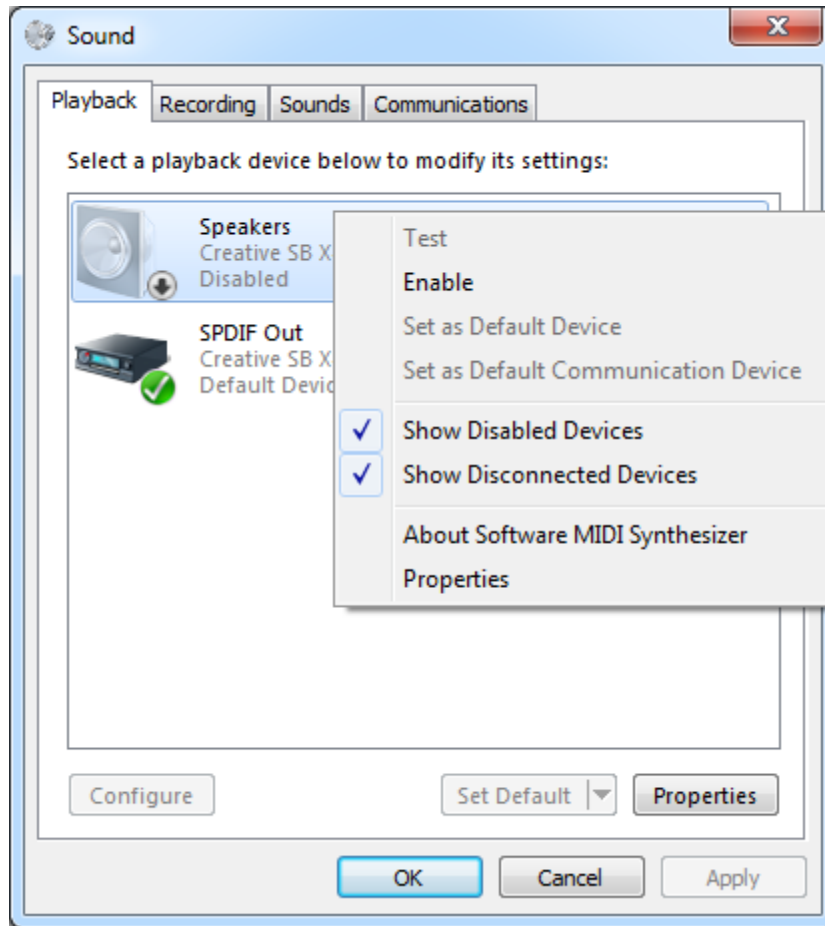 Sound
Playback
Recording
Sounds
Communications
Select a playback device below to modify its settings:
Speakers
Creative SB X
Disabled
SPDIF Out
Creative SB X
Default
Test
Enable
Set as Default Device
Set as Default Communication Device
Show Disabled Devices
Show Disconnected Devices
About Software MIDI Synthesizer
Properties
Configure
Set Default
Properties
OK
Cancel
Apply